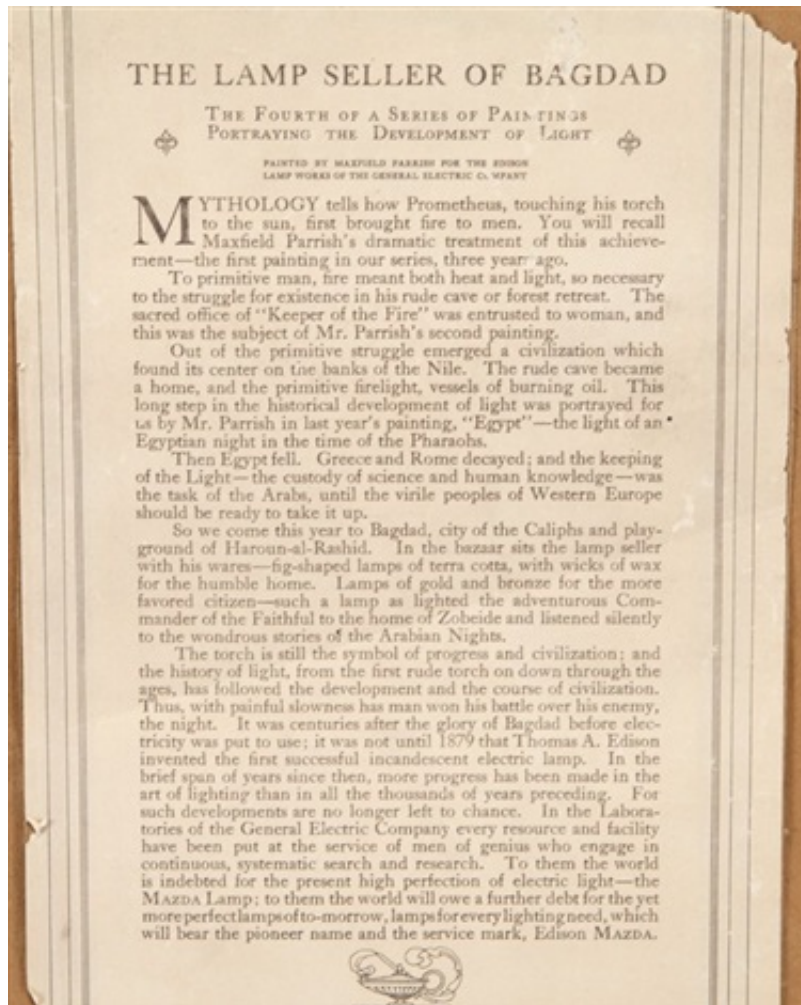 THE LAMP SELLER OF BAGDAD
THE FOURTH OF A SERIES OF PAINTINGS
PORTRAYING THE DEVELOPMENT OF LIGHT
PAINTED BY MAXFIELD PARRISH FOR THE EDISON
LAMP WORKS OF THE GENERAL ELECTRIC COMPANY
MYTHOLOGY tells how Prometheus, touching his torch
to the sun, first brought fire to men. You will recall
Maxfield Parrish's dramatic treatment of this achieve-
ment—the first painting in our series, three years ago.
To primitive man, fire meant both heat and light, so necessary
to the struggle for existence in his rude cave or forest retreat. The
sacred office of "Keeper of the Fire" was entrusted to woman, and
this was the subject of Mr. Parrish's second painting.
Out of the primitive struggle emerged a civilization which
found its center on the banks of the Nile. The rude cave became
a home, and the primitive firelight, vessels of burning oil. This
long step in the historical development of light was portrayed for
us by Mr. Parrish in last year's painting, "Egypt"—the light of an
Egyptian night in the time of the Pharaohs.
Then Egypt fell. Greece and Rome decayed; and the keeping
of the Light—the custody of science and human knowledge—was
the task of the Arabs, until the virile peoples of Western Europe
should be ready to take it up.
So we come this year to Bagdad, city of the Caliphs and play-
ground of Haroun-al-Rashid. In the bazaar sits the lamp seller
with his wares—fig-shaped lamps of terra cotta, with wicks of wax
for the humble home. Lamps of gold and bronze for the more
favored citizen—such a lamp as lighted the adventurous Com-
mander of the Faithful to the home of Zobeide and listened silently
to the wondrous stories of the Arabian Nights.
The torch is still the symbol of progress and civilization; and
the history of light, from the first rude torch on down through the
ages, has followed the development and the course of civilization.
Thus, with painful slowness has man won his battle over his enemy,
the night. It was centuries after the glory of Bagdad before elec-
tricity was put to use; it was not until 1879 that Thomas A. Edison
invented the first successful incandescent electric lamp. In the
brief span of years since then, more progress has been made in the
art of lighting than in all the thousands of years preceding. For
such developments are no longer left to chance. In the Labora-
tories of the General Electric Company every resource and facility
have been put at the service of men of genius who engage in
continuous, systematic search and research. To them the world
is indebted for the present high perfection of electric light—the
MAZDA Lamp; to them the world will owe a further debt for the yet
more perfect lamps of to-morrow, lamps for every lighting need, which
will bear the pioneer name and the service mark, Edison MAZDA.